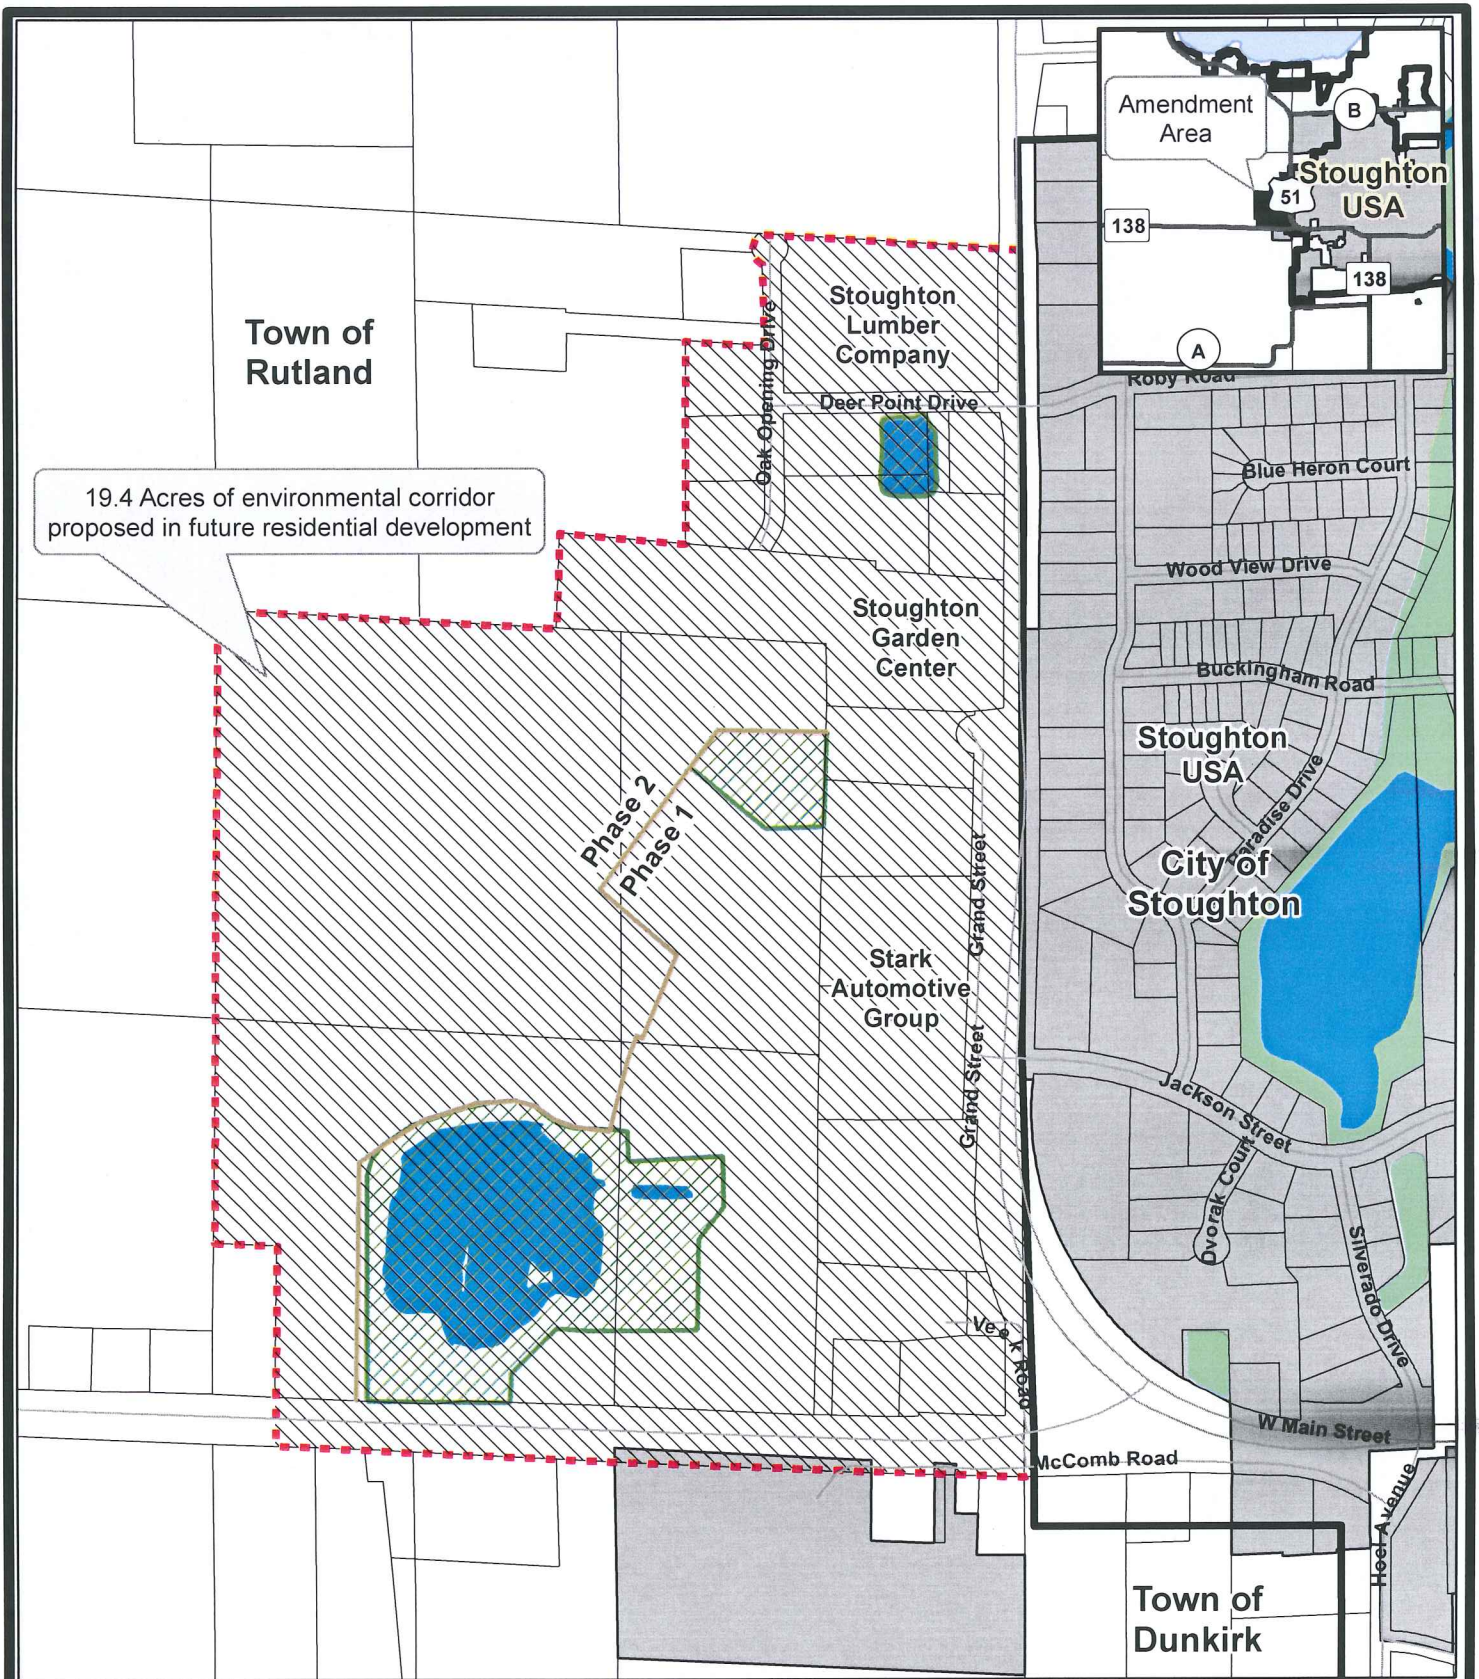 Amendment
Area
B
Stoughton
USA
51
138
138
A
Town of
Rutland
Stoughton
Lumber
Company
Oak Opening Drive
Deer Point Drive
Roby Road
Blue Heron Court
19.4 Acres of environmental corridor
proposed in future residential development
Wood View Drive
Stoughton
Garden
Center
Buckingham Road
Stoughton
USA
Paradise Drive
Phase 2
Phase 1
City of
Stoughton
Grand Street
Stark
Automotive
Group
Grand Street
Jackson Street
Dvorak Court
Silverado Drive
Veek Road
W Main Street
McComb Road
Hoel Avenue
Town of
Dunkirk